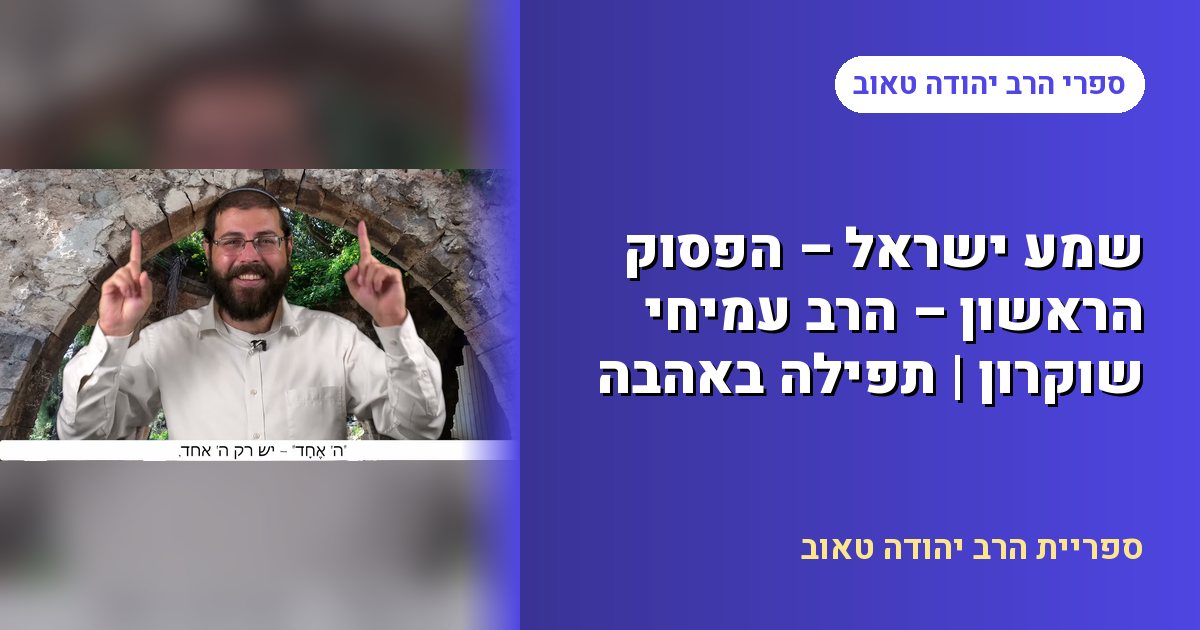 ספרי הרב יהודה טאוב
שמע ישראל – הפסוק
הראשון – הרב עמיחי
שוקרון | תפילה באהבה
"ה' אֶחָד" – יש רק ה' אחד.
ספריית הרב יהודה טאוב